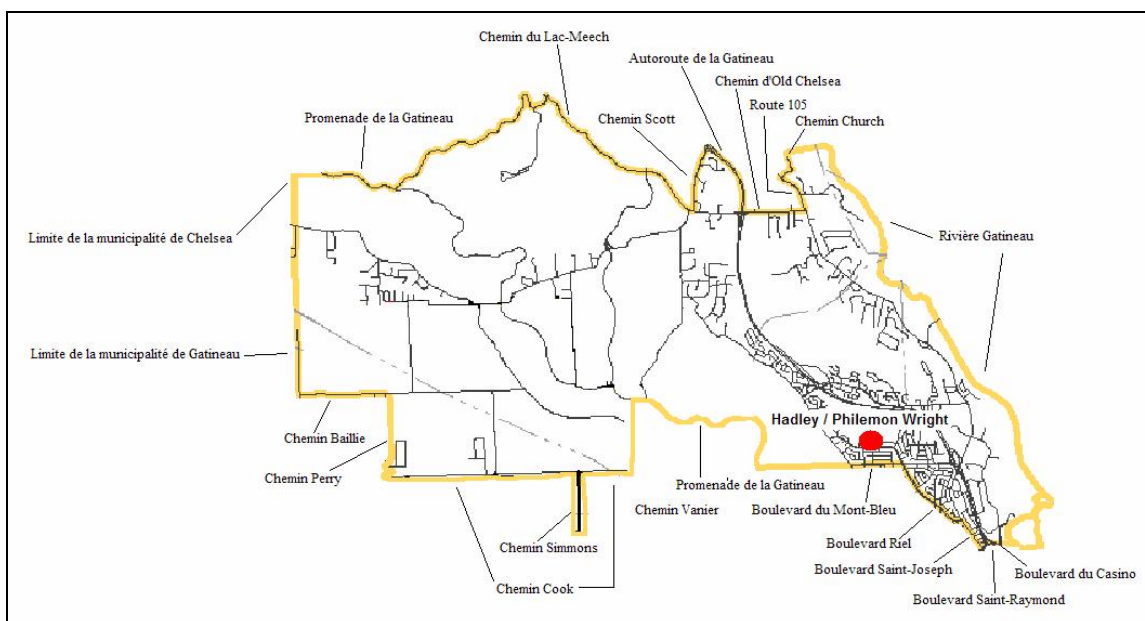 Chemin du Lac-Meech
Autoroute de la Gatineau
Chemin d'Old Chelsea
Route 105
Chemin Church
Promenade de la Gatineau
Chemin Scott
Limite de la municipalité de Chelsea
Rivière Gatineau
Limite de la municipalité de Gatineau
Hadley / Philemon Wright
Chemin Baillie
Chemin Perry
Promenade de la Gatineau
Chemin Vanier
Boulevard du Mont-Bleu
Chemin Simmons
Boulevard Riel
Boulevard Saint-Joseph
Boulevard du Casino
Chemin Cook
Boulevard Saint-Raymond